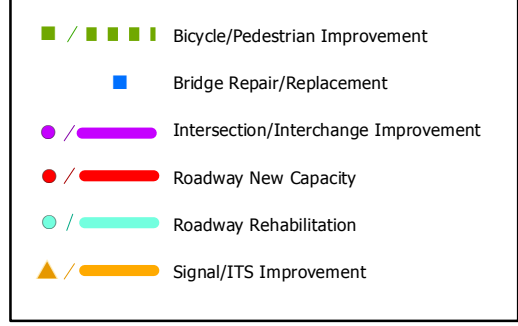 Bicycle/Pedestrian Improvement
Bridge Repair/Replacement
Intersection/Interchange Improvement
Roadway New Capacity
Roadway Rehabilitation
Signal/ITS Improvement